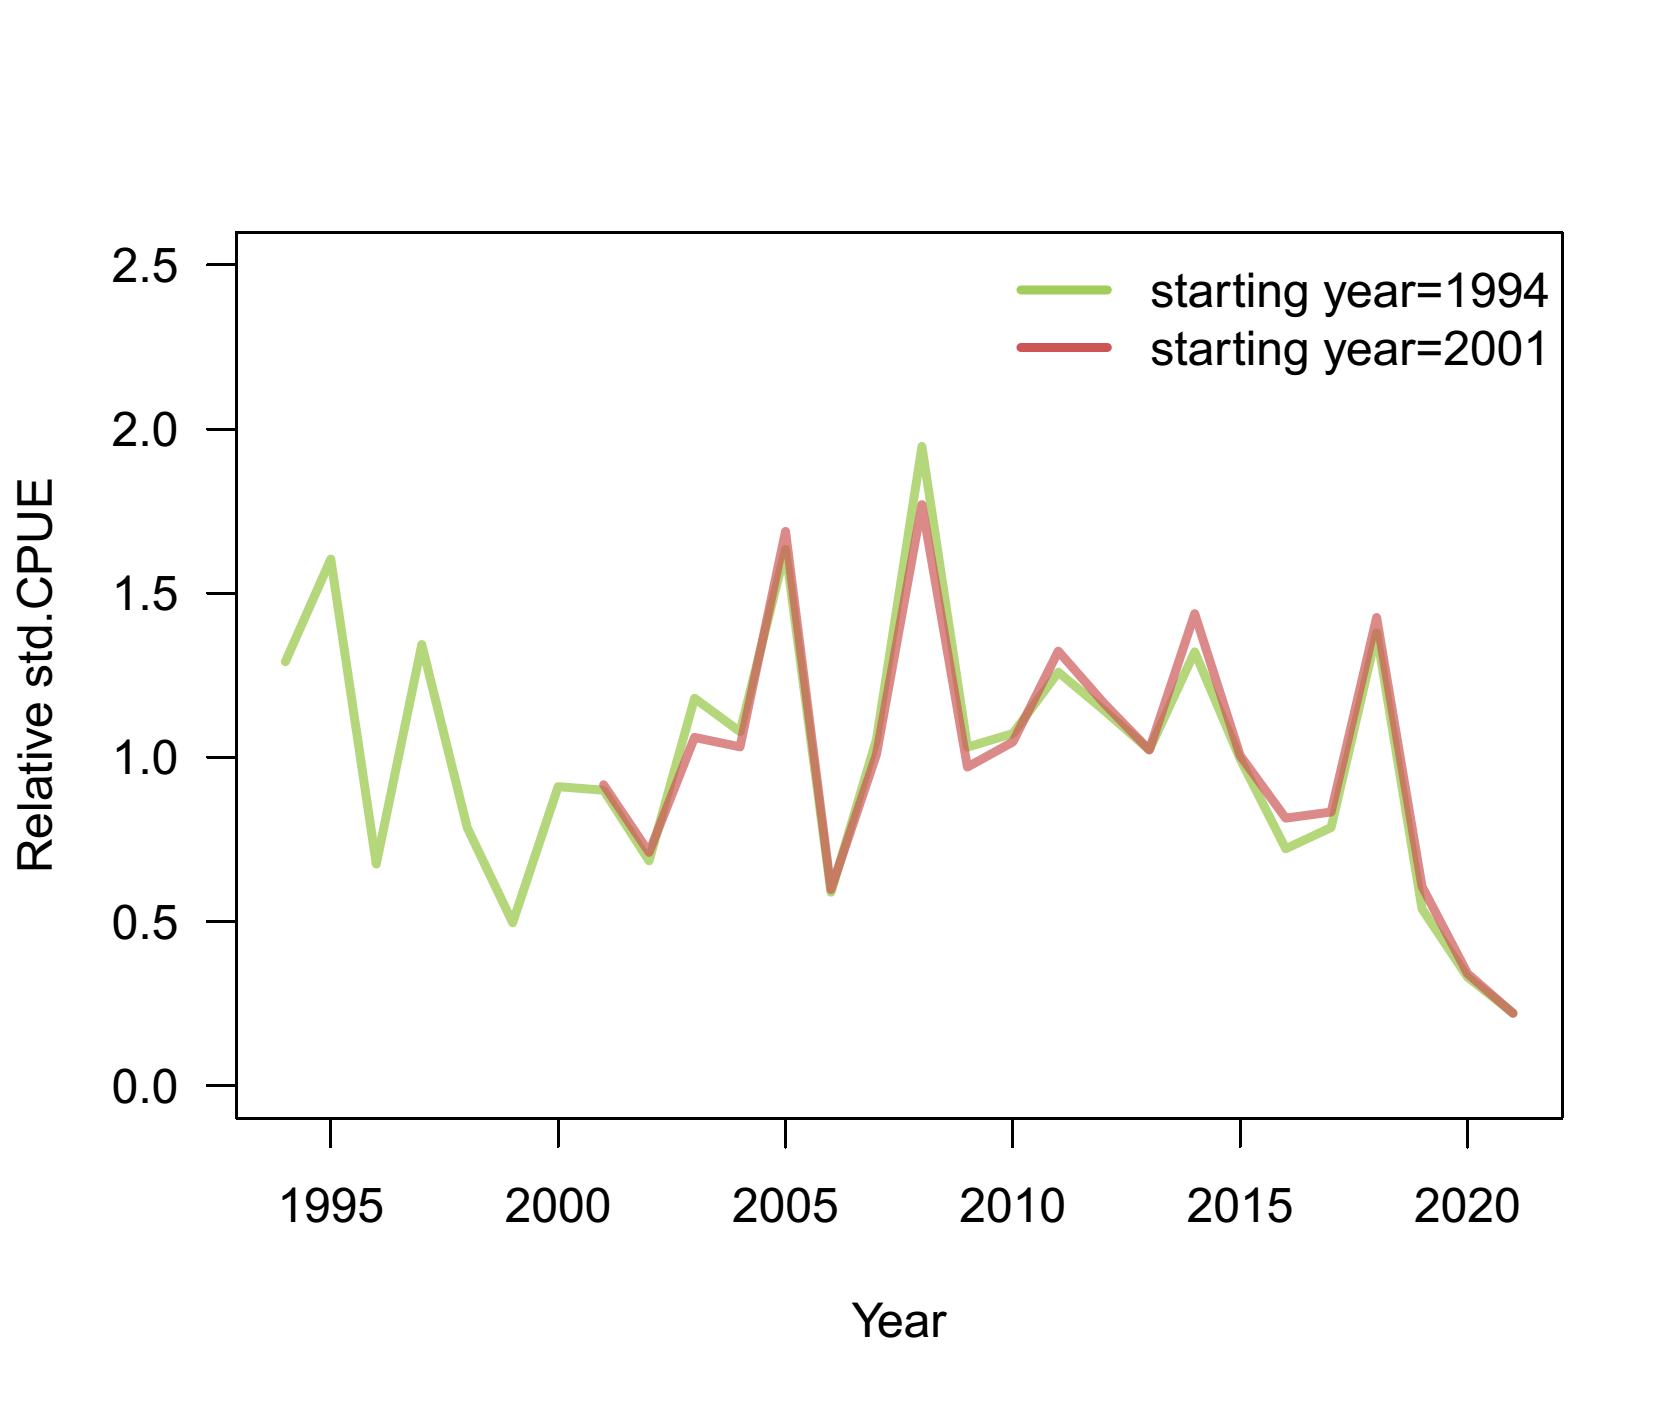 starting year=1994
starting year=2001
Relative std.CPUE
2.5
2.0
1.5
1.0
0.5
0.0
1995 2000 2005 2010 2015 2020
Year